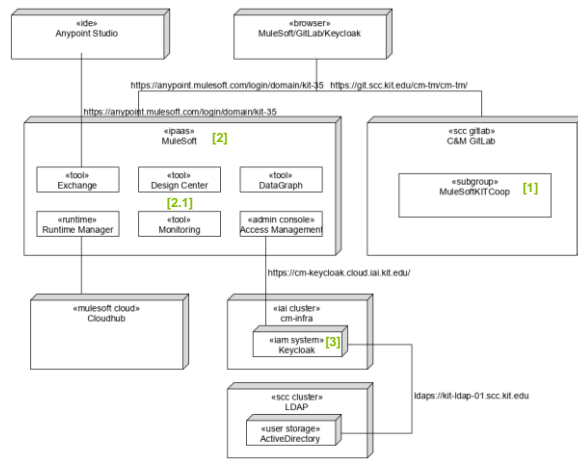 «ide»
Anypoint Studio
«browser»
MuleSoft/GitLab/Keycloak
https://anypoint.mulesoft.com/login/domain/kit-35
https://git.scc.kit.edu/cm-tm/cm-tm/
https://anypoint.mulesoft.com/login/domain/kit-35
«ipaas»
MuleSoft
[2]
«scc gitlab»
C&M GitLab
«tool»
Exchange
«tool»
Design Center
«tool»
DataGraph
«subgroup»
MuleSoftKITCoop
[1]
[2.1]
«runtime»
Runtime Manager
«tool»
Monitoring
«admin console»
Access Management
https://cm-keycloak.cloud.iai.kit.edu/
«mulesoft cloud»
Cloudhub
«iai cluster»
cm-infra
«iam system»
Keycloak
[3]
ldaps://kit-ldap-01.scc.kit.edu
«scc cluster»
LDAP
«user storage»
ActiveDirectory